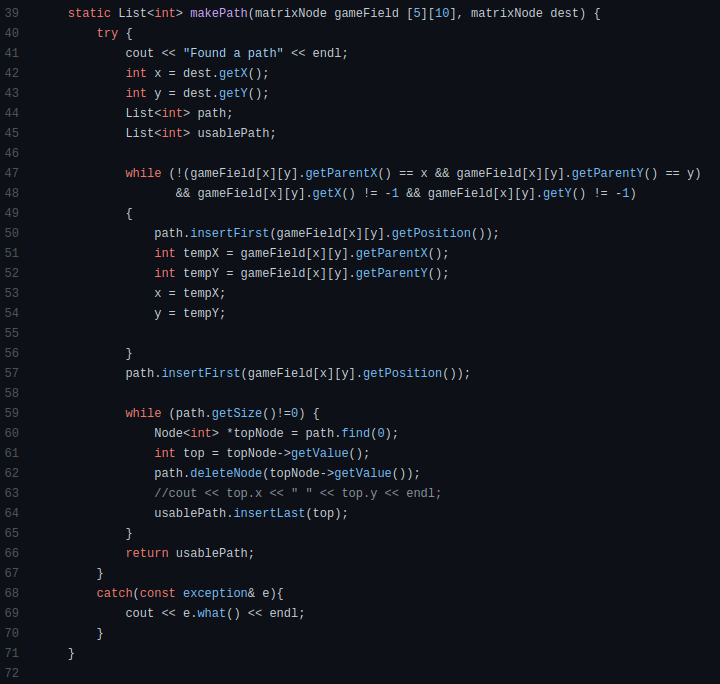 39 static List<int> makePath(matrixNode gameField [5][10], matrixNode dest) {
40 try {
41 cout << "Found a path" << endl;
42 int x = dest.getX();
43 int y = dest.getY();
44 List<int> path;
45 List<int> usablePath;
46
47 while (!(gameField[x][y].getParentX() == x && gameField[x][y].getParentY() == y)
48 && gameField[x][y].getX() != -1 && gameField[x][y].getY() != -1)
49 {
50 path.insertFirst(gameField[x][y].getPosition());
51 int tempX = gameField[x][y].getParentX();
52 int tempY = gameField[x][y].getParentY();
53 x = tempX;
54 y = tempY;
55
56 }
57 path.insertFirst(gameField[x][y].getPosition());
58
59 while (path.getSize()!=0) {
60 Node<int> *topNode = path.find(0);
61 int top = topNode->getValue();
62 path.deleteNode(topNode->getValue());
63 //cout << top.x << " " << top.y << endl;
64 usablePath.insertLast(top);
65 }
66 return usablePath;
67 }
68 catch(const exception& e){
69 cout << e.what() << endl;
70 }
71 }
72